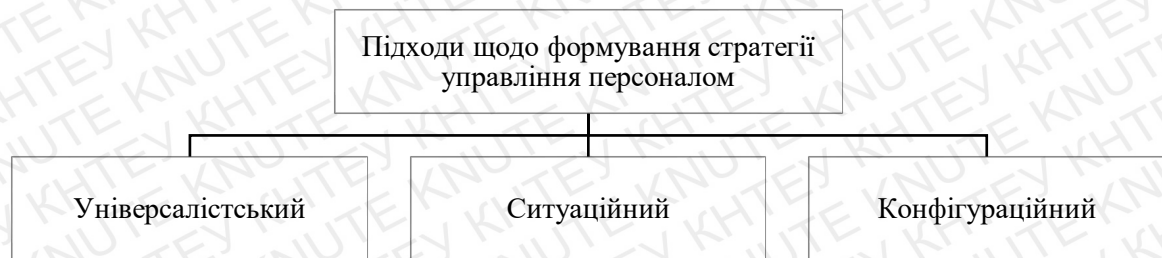 Підходи щодо формування стратегії
управління персоналом
Універсалістський
Ситуаційний
Конфігураційний